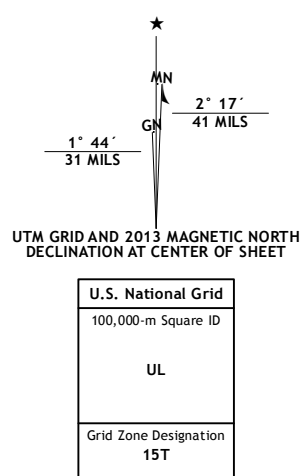 ★
MN
2° 17´
41 MILS
GN
1° 44´
31 MILS
UTM GRID AND 2013 MAGNETIC NORTH
DECLINATION AT CENTER OF SHEET
U.S. National Grid
100,000-m Square ID
UL
Grid Zone Designation
15T